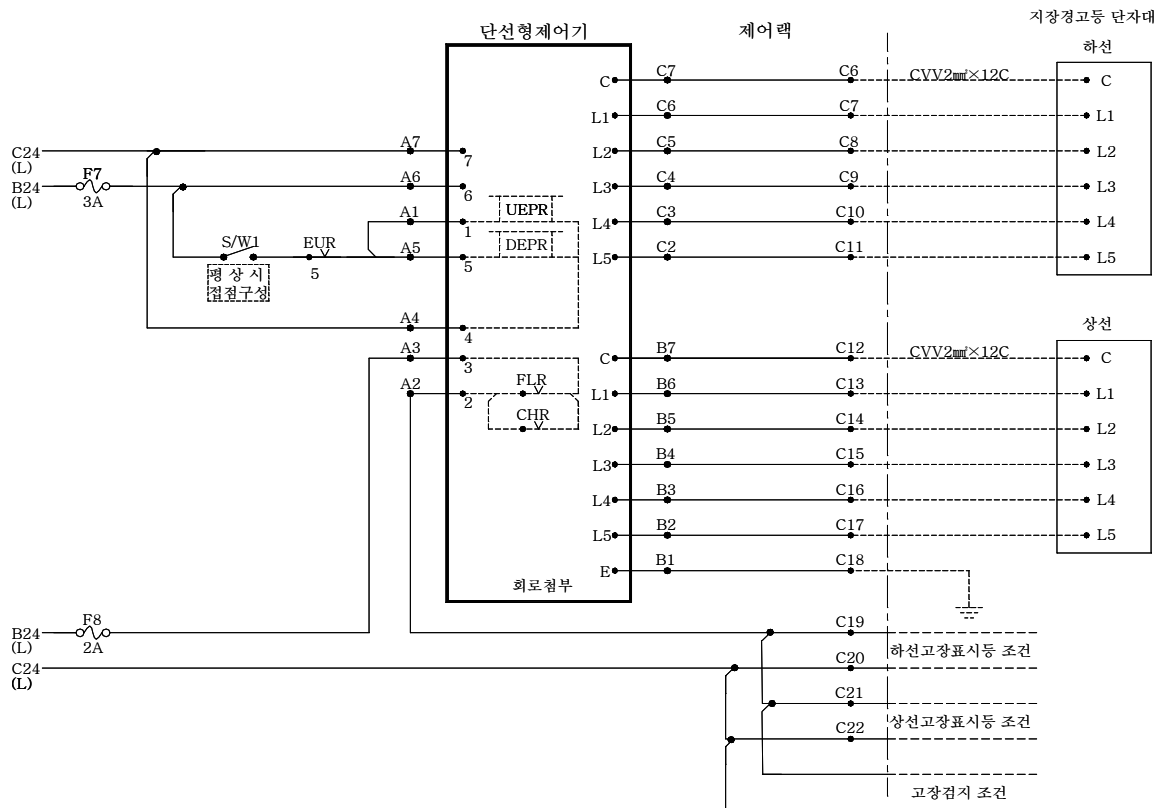 지장경고등 단자대
단선형제어기
제어랙
하선
C
C7
C6
CVV2㎟×12C
C
L1
C6
C7
L1
C24
(L)
A7
7
L2
C5
C8
L2
B24
(L)
F7
3A
A6
6
UEPR
L3
C4
C9
L3
A1
1
L4
C3
C10
L4
S/W1
EUR
5
A5
5
DEPR
L5
C2
C11
L5
평 상 시
접점구성
A4
4
상선
A3
3
C
B7
C12
CVV2㎟×12C
C
A2
2
FLR
L1
B6
C13
L1
CHR
L2
B5
C14
L2
L3
B4
C15
L3
L4
B3
C16
L4
L5
B2
C17
L5
E
B1
C18
회로첨부
B24
(L)
F8
2A
C19
하선고장표시등 조건
C24
(L)
C20
C21
상선고장표시등 조건
C22
고장검지 조건